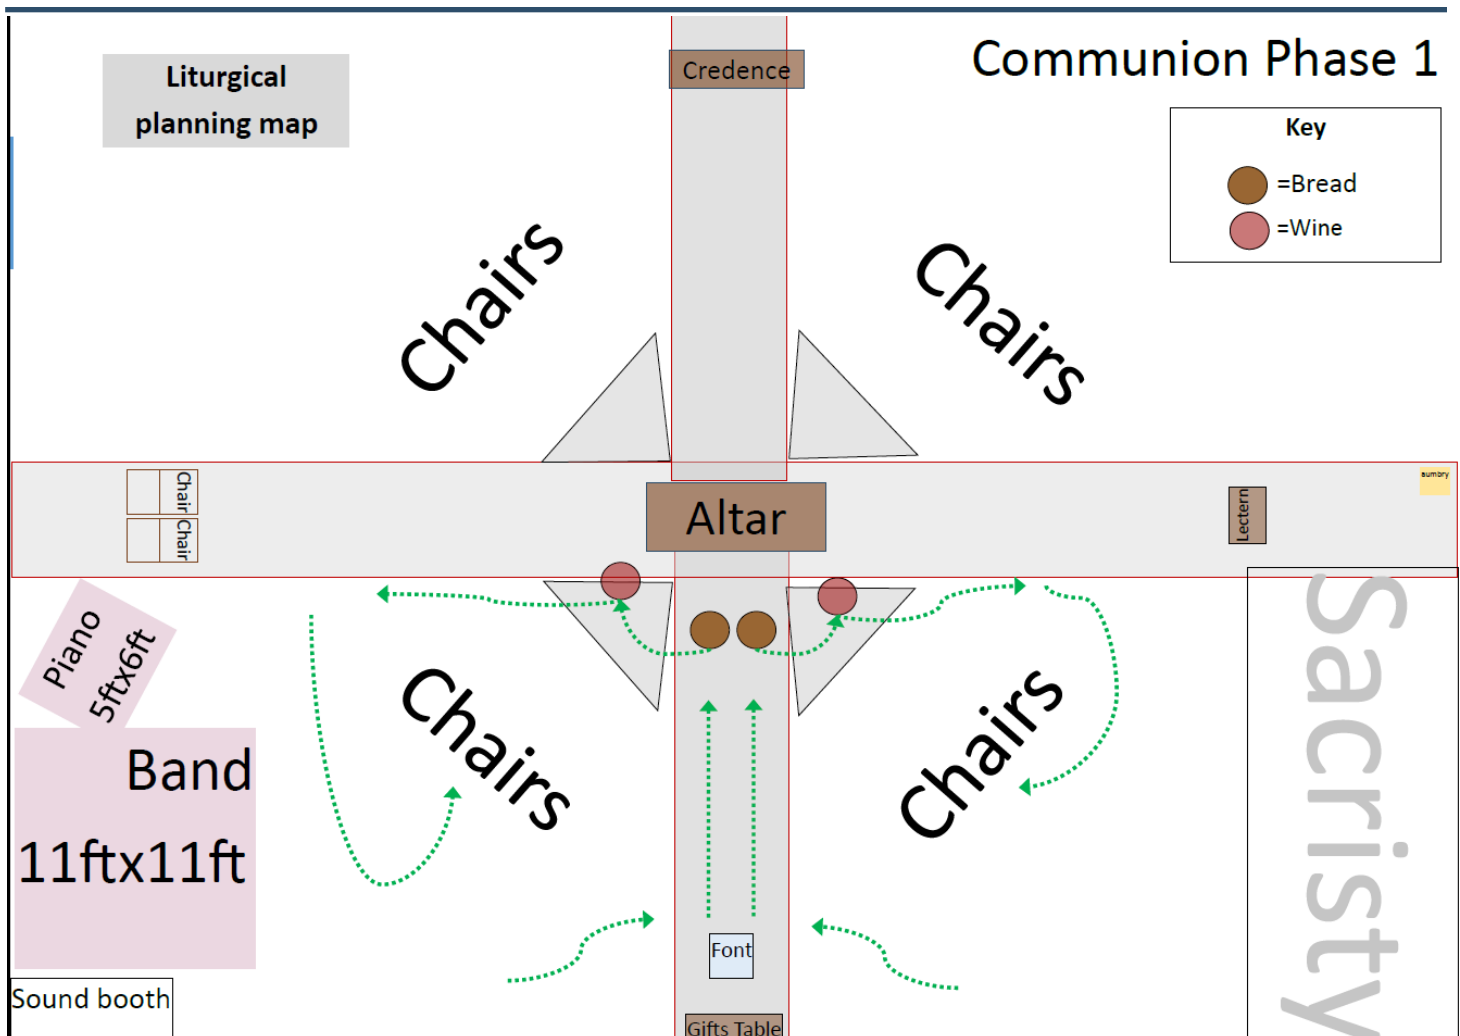 Communion Phase 1
Liturgical
planning map
Credence
Key
=Bread
=Wine
Chairs
Chairs
Chair
Chair
Altar
Lectern
aumbry
Piano
5ftx6ft
Chairs
Chairs
Sacristy
Band
11ftx11ft
Font
Sound booth
Gifts Table